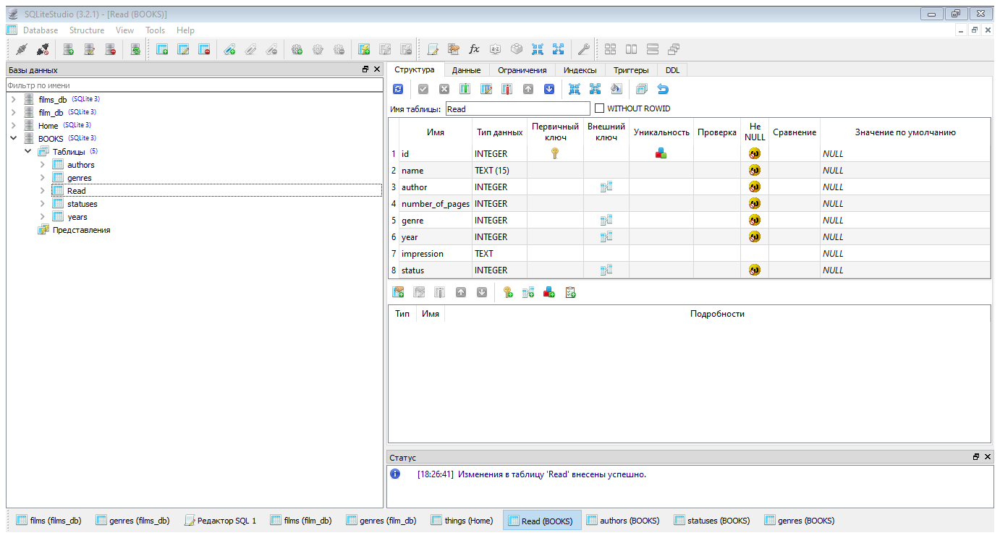 SQLiteStudio (3.2.1) - [Read (BOOKS)]
Database Structure View Tools Help
Базы данных
Фильтр по имени
films_db (SQLite 3)
film_db (SQLite 3)
Home (SQLite 3)
BOOKS (SQLite 3)
Таблицы (5)
authors
genres
Read
statuses
years
Представления
Структура Данные Ограничения Индексы Триггеры DDL
Имя таблицы: Read WITHOUT ROWID
Имя Тип данных Первичный ключ Внешний ключ Уникальность Проверка Не NULL Сравнение Значение по умолчанию
1 id INTEGER NULL
2 name TEXT (15) NULL
3 author INTEGER NULL
4 number_of_pages INTEGER NULL
5 genre INTEGER NULL
6 year INTEGER NULL
7 impression TEXT NULL
8 status INTEGER NULL
Тип Имя Подробности
Статус
[18:26:41] Изменения в таблицу 'Read' внесены успешно.
films (films_db) genres (films_db) Редактор SQL 1 films (film_db) genres (film_db) things (Home) Read (BOOKS) authors (BOOKS) statuses (BOOKS) genres (BOOKS)